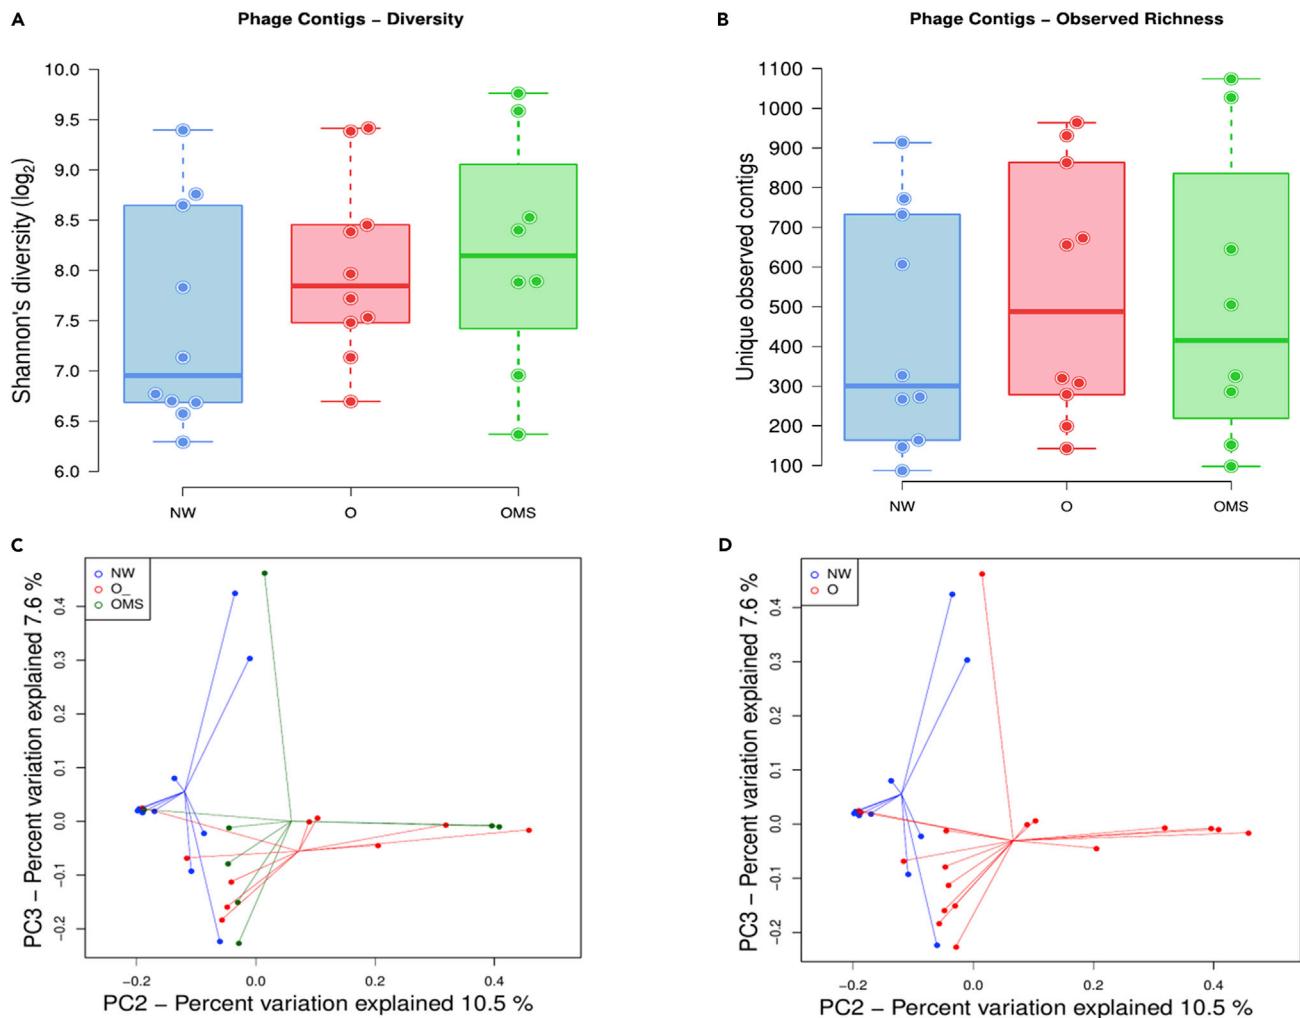 A
Phage Contigs – Diversity
Shannon's diversity (log2)
10.0
9.5
9.0
8.5
8.0
7.5
7.0
6.5
6.0
NW
O
OMS
B
Phage Contigs – Observed Richness
Unique observed contigs
1100
1000
900
800
700
600
500
400
300
200
100
NW
O
OMS
C
NW
O_
OMS
PC3 – Percent variation explained 7.6 %
0.4
0.3
0.2
0.1
0.0
−0.1
−0.2
−0.2
0.0
0.2
0.4
PC2 – Percent variation explained 10.5 %
D
NW
O
PC3 – Percent variation explained 7.6 %
0.4
0.3
0.2
0.1
0.0
−0.1
−0.2
−0.2
0.0
0.2
0.4
PC2 – Percent variation explained 10.5 %